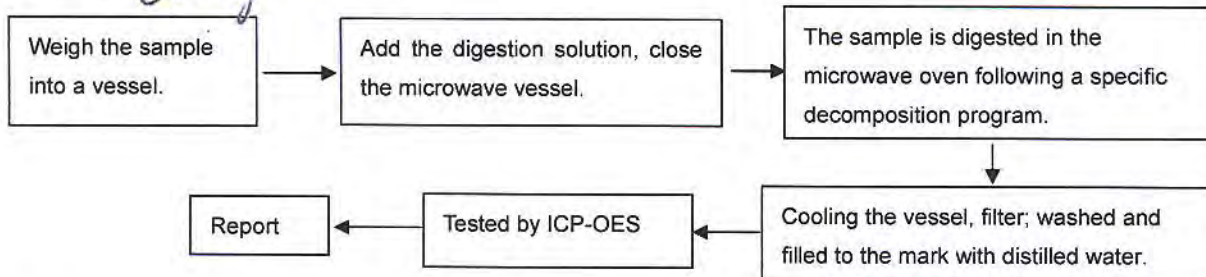 Weigh the sample
into a vessel.
Add the digestion solution, close
the microwave vessel.
The sample is digested in the
microwave oven following a specific
decomposition program.
Cooling the vessel, filter; washed and
filled to the mark with distilled water.
Tested by ICP-OES
Report